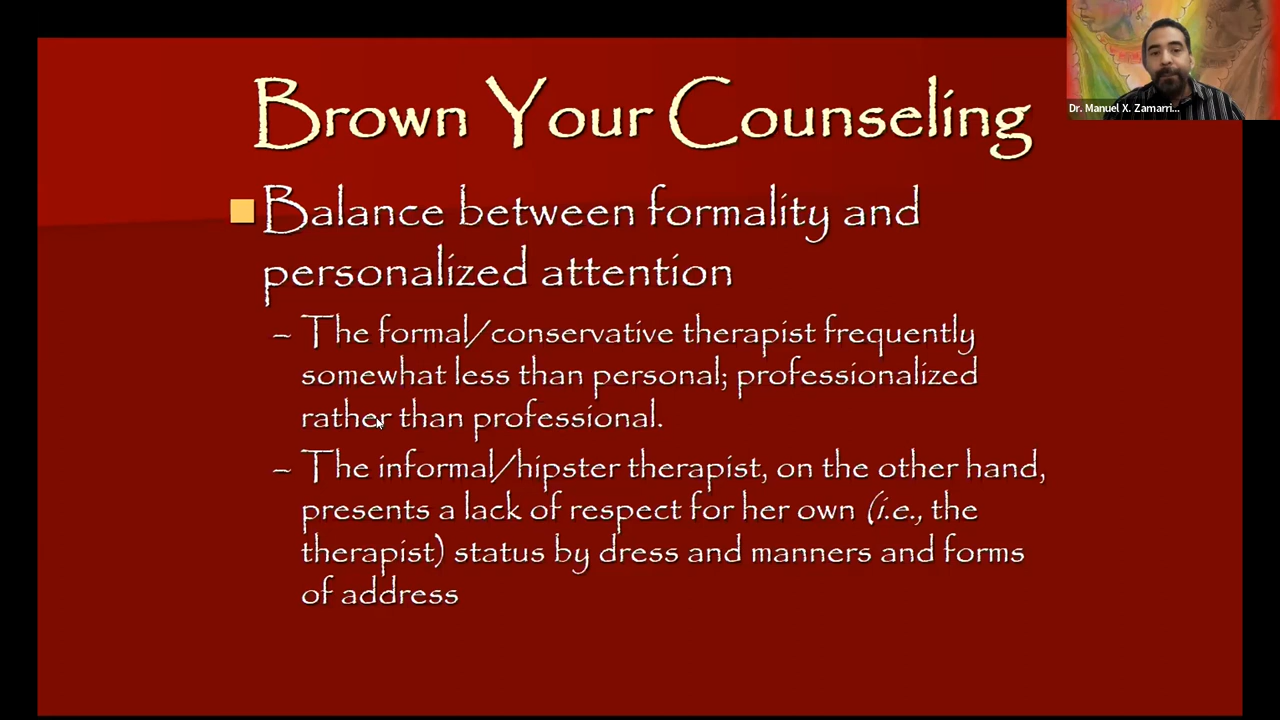 Brown Your Counseling
Dr. Manuel X. Zamarri...
Balance between formality and
personalized attention
– The formal/conservative therapist frequently
somewhat less than personal; professionalized
rather than professional.
– The informal/hipster therapist, on the other hand,
presents a lack of respect for her own (i.e., the
therapist) status by dress and manners and forms
of address